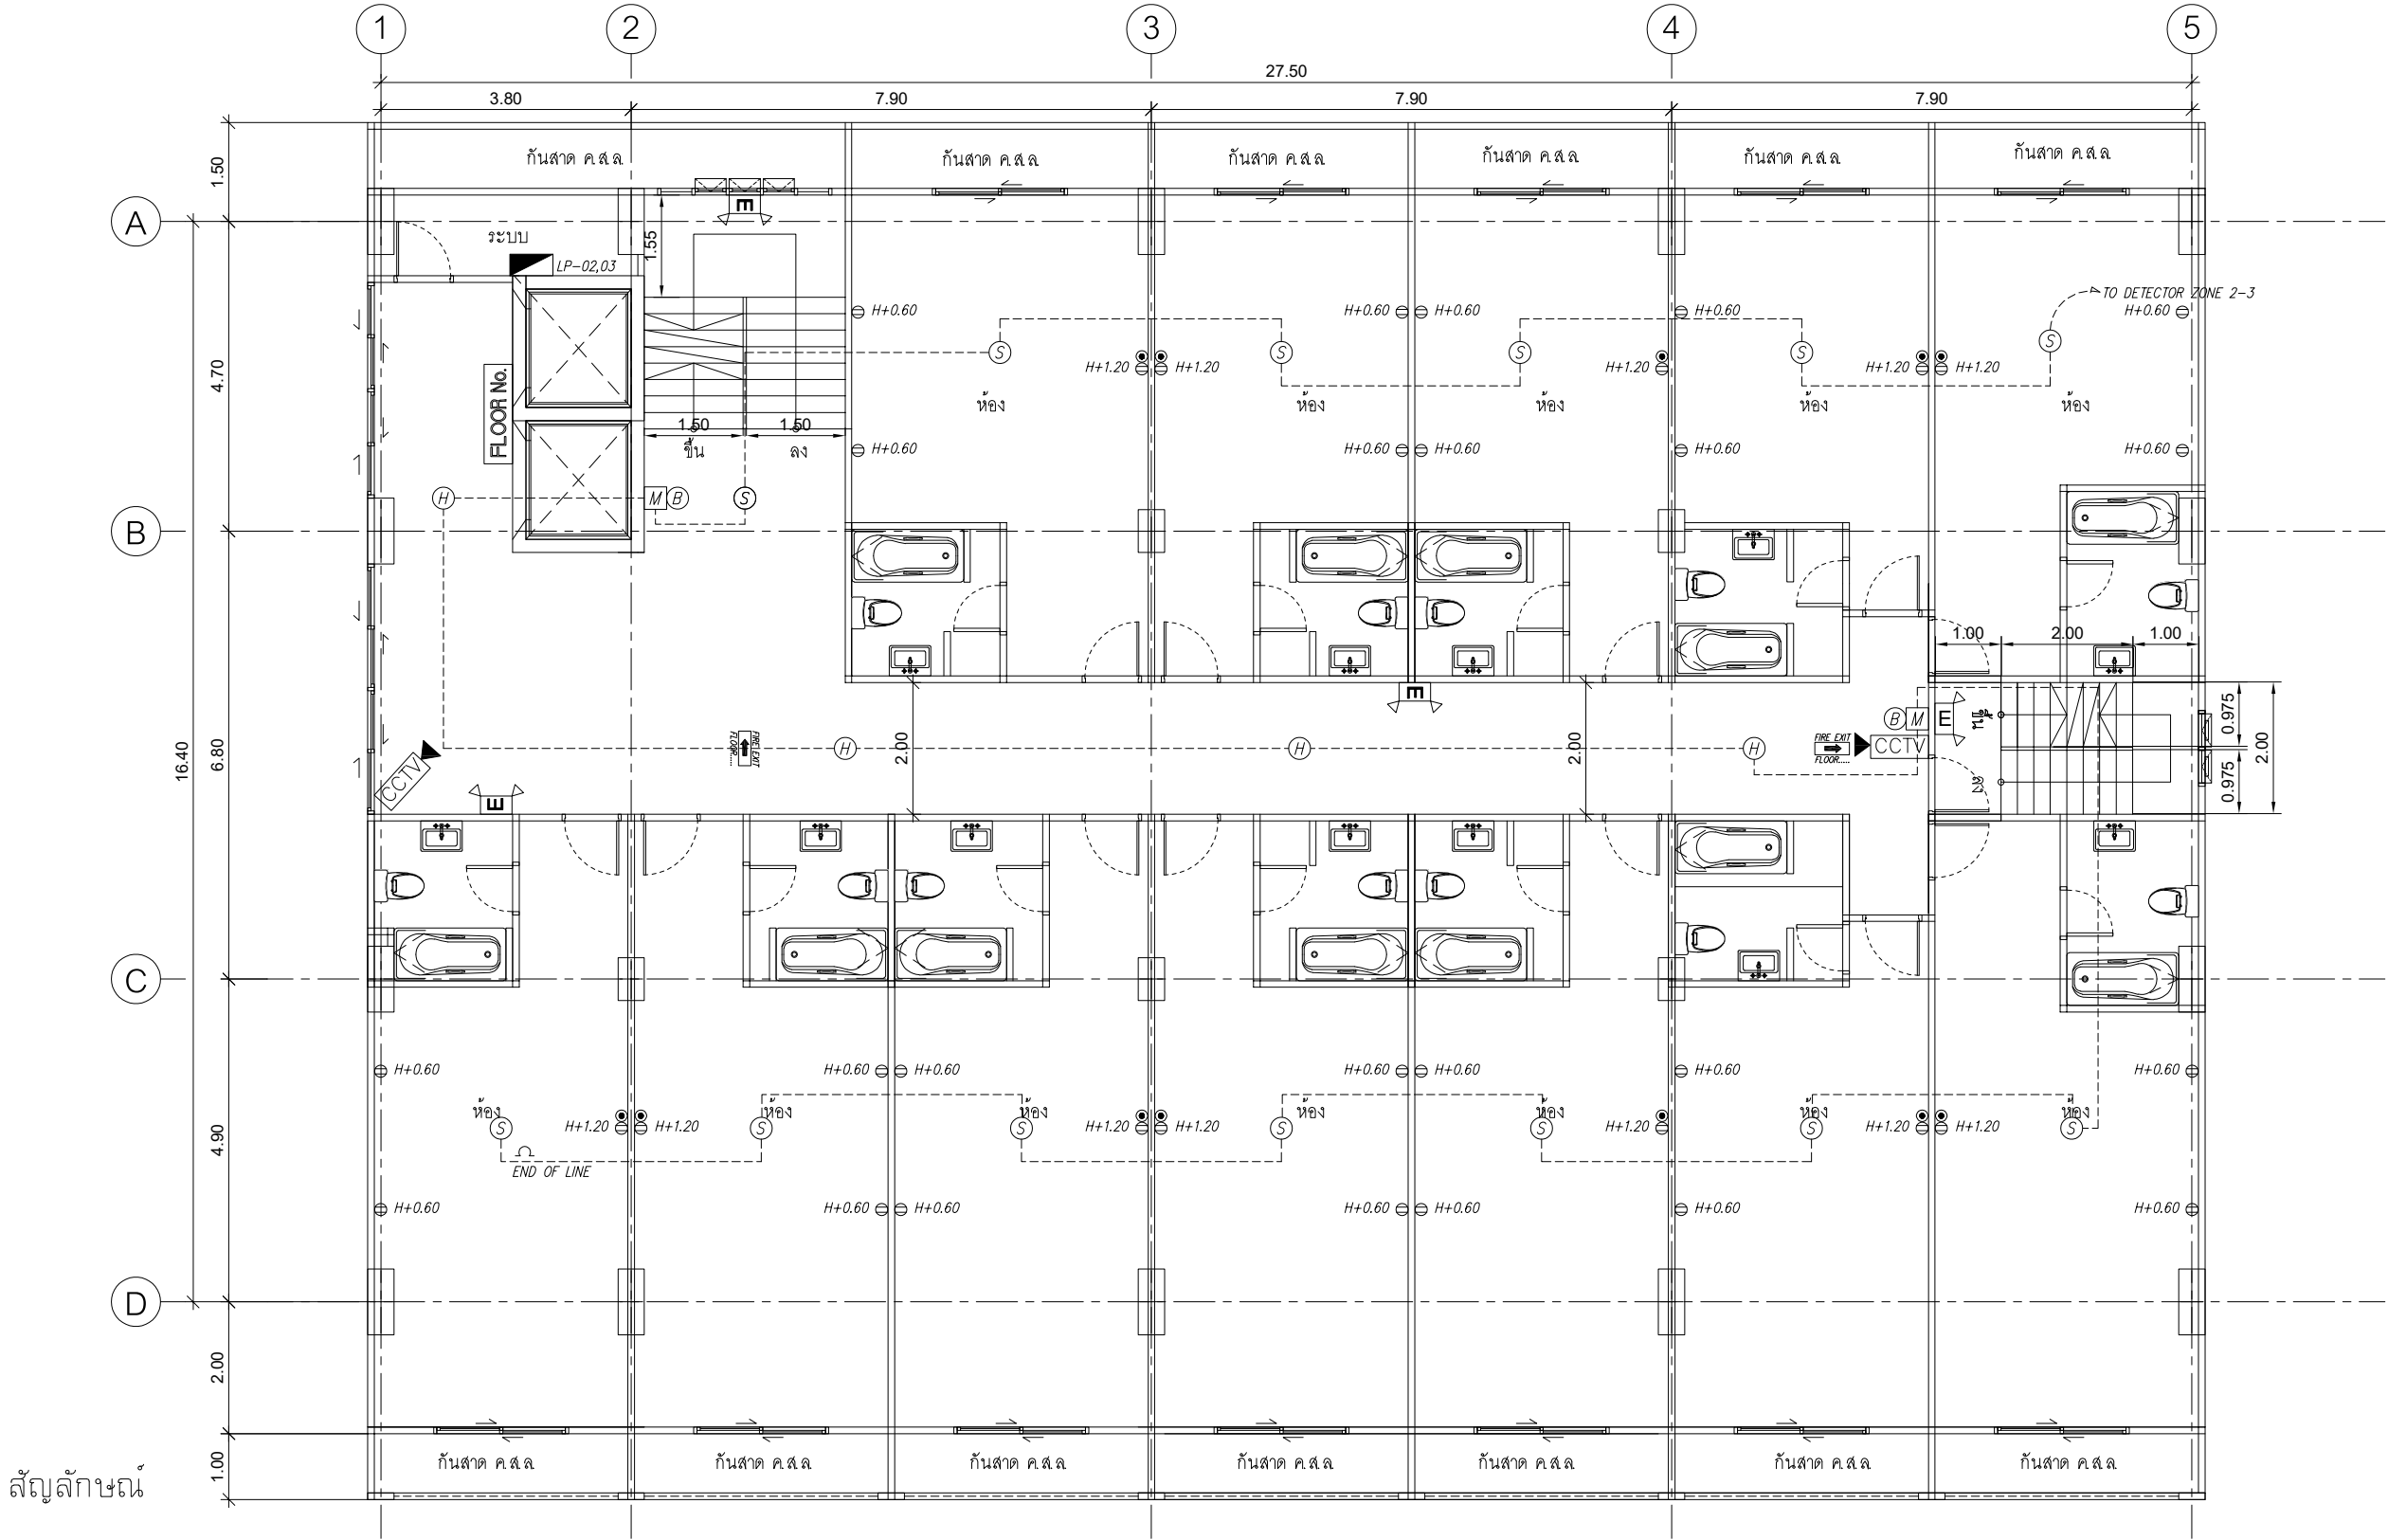 1 2 3 4 5
27.50
3.80 7.90 7.90 7.90
กันสาด ค.ส.ล. กันสาด ค.ส.ล. กันสาด ค.ส.ล. กันสาด ค.ส.ล. กันสาด ค.ส.ล. กันสาด ค.ส.ล.
1.50
A
E
ระบบ
1.55
LP-02,03
TO DETECTOR ZONE 2-3
H+0.60 H+0.60 H+0.60 H+0.60 H+0.60
S
S S S S
4.70
H+1.20 H+1.20 H+1.20 H+1.20 H+1.20
FLOOR No.
ห้อง ห้อง ห้อง ห้อง ห้อง
1.50 1.50
ขึ้น ลง
H+0.60 H+0.60 H+0.60 H+0.60 H+0.60
H M B S
B
1.00 2.00 1.00
E
B M E ขึ้น
0.975
2.00
16.40
6.80
FIRE EXIT
FLOOR.....
H 2.00 H 2.00 H
FIRE EXIT
FLOOR.....
CCTV
CCTV
ลง
0.975
E
C
H+0.60 H+0.60 H+0.60 H+0.60 H+0.60 H+0.60 H+0.60
ห้อง ห้อง ห้อง ห้อง ห้อง ห้อง ห้อง
S H+1.20 H+1.20 S S H+1.20 H+1.20 S S H+1.20 S H+1.20 H+1.20 S
4.90
END OF LINE
H+0.60 H+0.60 H+0.60 H+0.60 H+0.60 H+0.60 H+0.60
D
2.00
1.00
กันสาด ค.ส.ล. กันสาด ค.ส.ล. กันสาด ค.ส.ล. กันสาด ค.ส.ล. กันสาด ค.ส.ล. กันสาด ค.ส.ล. กันสาด ค.ส.ล.
สัญลักษณ์